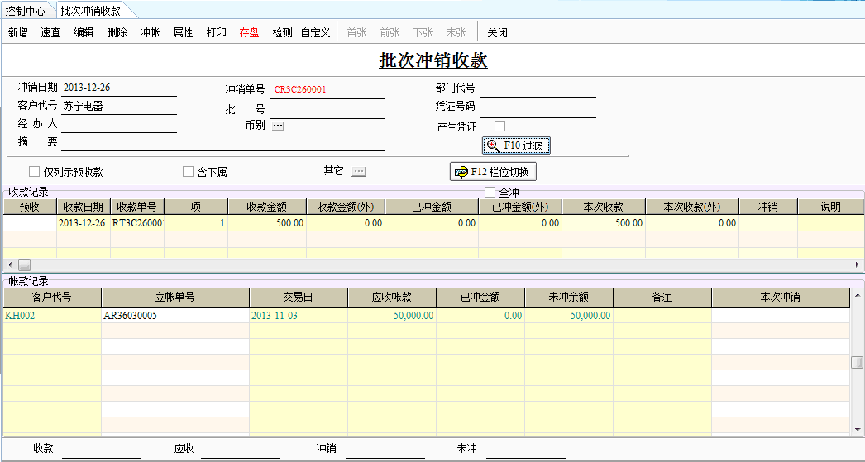 控制中心 批次冲销收款
新增 速查 编辑 删除 冲帐 属性 打印 存盘 检测 自定义 首张 前张 下张 末张 关闭
批次冲销收款
冲销日期 2013-12-26 冲销单号 CR3C260001 部门代号
客户代号 苏宁电器 批 号 凭证号码
经 办 人 币别 产生凭证
摘 要 F10 过滤
仅列示预收款 含下属 其它 F12 栏位切换
收款记录 全冲
预收 收款日期 收款单号 项 收款金额 收款金额(外) 已冲金额 已冲金额(外) 本次收款 本次收款(外) 冲销 说明
2013-12-26 RT3C26000 1 500.00 0.00 0.00 0.00 500.00 0.00
帐款记录
客户代号 立帐单号 交易日 应收帐款 已冲金额 未冲余额 备注 本次冲销
KH002 AR36030005 2013-11-03 50,000.00 0.00 50,000.00
收款 应收 冲销 未冲